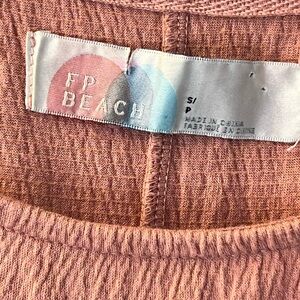 FP
BEACH
S/
P
MADE IN CHINA
FABRIQUÉ EN CHINE